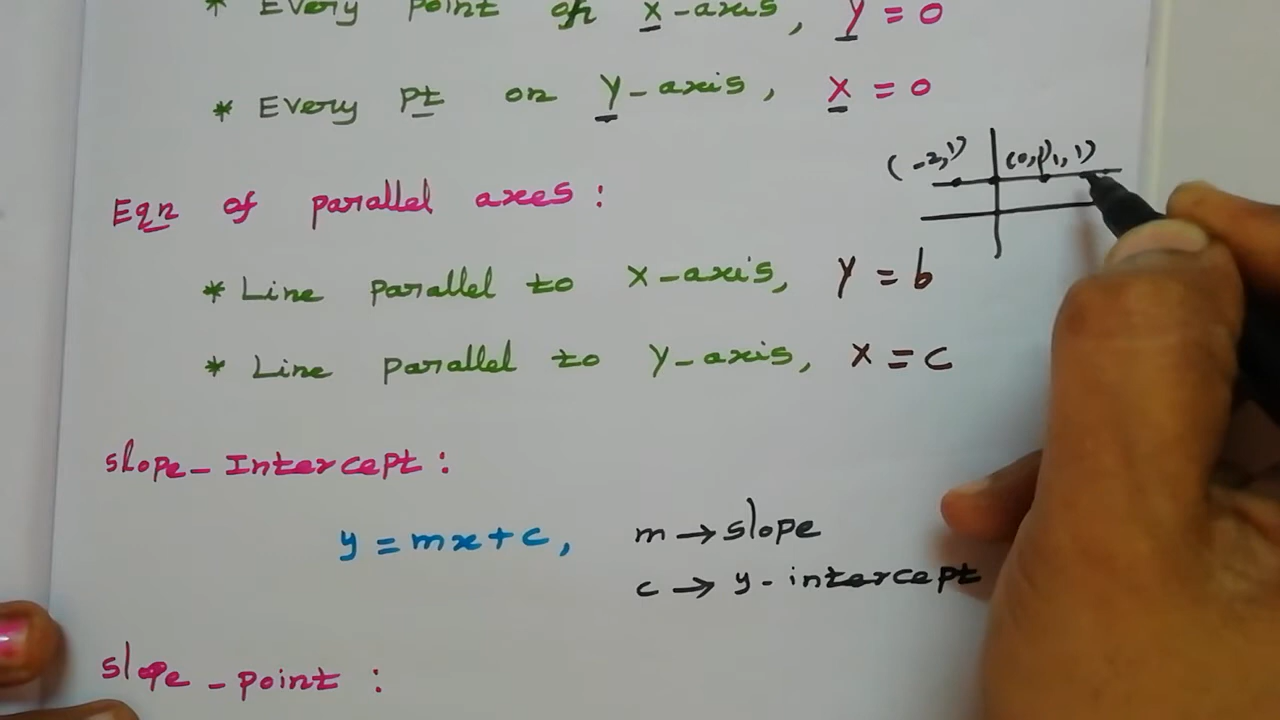 * Every point on x-axis, y = 0
* Every pt on y-axis, x = 0
(-2,1) (0,1) (1,1)
Eqn of parallel axes :
* Line parallel to x-axis, y = b
* Line parallel to y-axis, x = c
slope-Intercept :
y = mx + c, m → slope
c → y-intercept
slope-point :